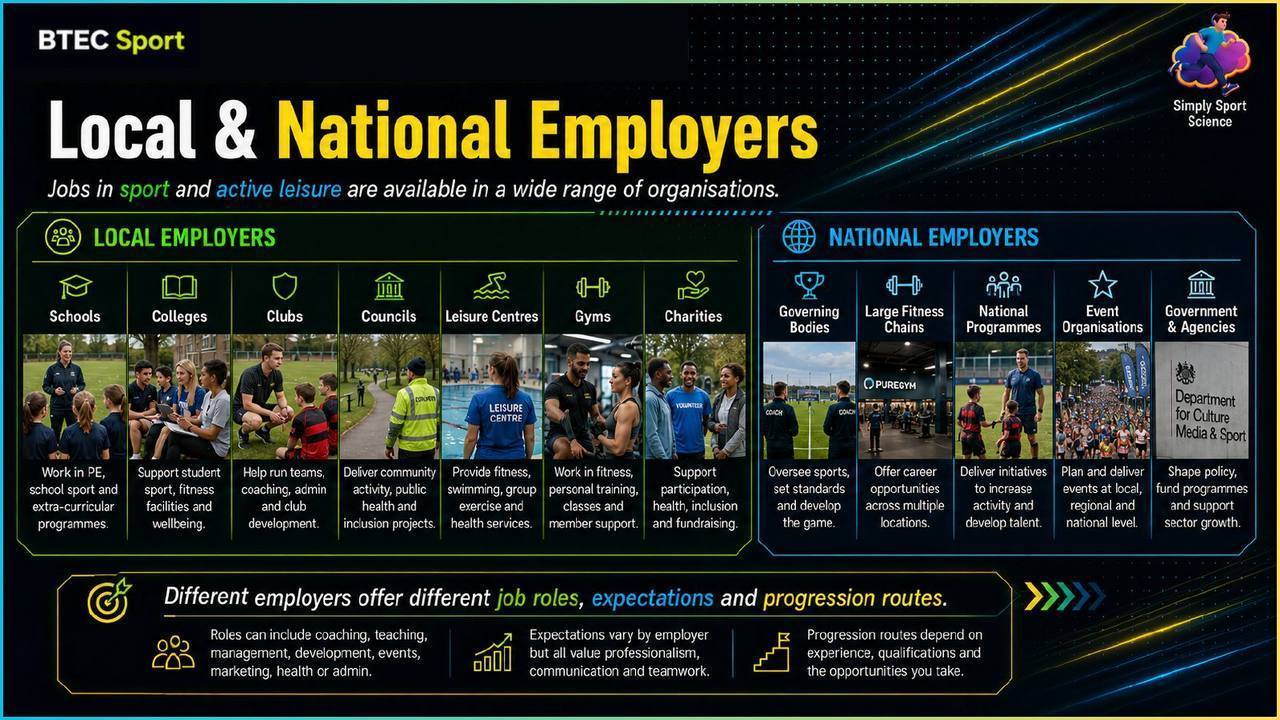 BTEC Sport
Simply Sport
Science
Local & National Employers
Jobs in sport and active leisure are available in a wide range of organisations.
LOCAL EMPLOYERS
Schools
Work in PE,
school sport and
extra-curricular
programmes.
Colleges
Support student
sport, fitness
facilities and
wellbeing.
Clubs
Help run teams,
coaching, admin
and club
development.
Councils
Deliver community
activity, public
health and
inclusion projects.
Leisure Centres
LEISURE
CENTRE
Provide fitness,
swimming, group
exercise and
health services.
Gyms
Work in fitness,
personal training,
classes and
member support.
Charities
VOLUNTEER
Support
participation,
health, inclusion
and fundraising.
NATIONAL EMPLOYERS
Governing
Bodies
COACH
COACH
Oversee sports,
set standards
and develop
the game.
Large Fitness
Chains
PUREGYM
Offer career
opportunities
across multiple
locations.
National
Programmes
Deliver initiatives
to increase
activity and
develop talent.
Event
Organisations
Plan and deliver
events at local,
regional and
national level.
Government
& Agencies
Department
for Culture
Media & Sport
Shape policy,
fund programmes
and support
sector growth.
Different employers offer different job roles, expectations and progression routes.
Roles can include coaching, teaching,
management, development, events,
marketing, health or admin.
Expectations vary by employer
but all value professionalism,
communication and teamwork.
Progression routes depend on
experience, qualifications and
the opportunities you take.